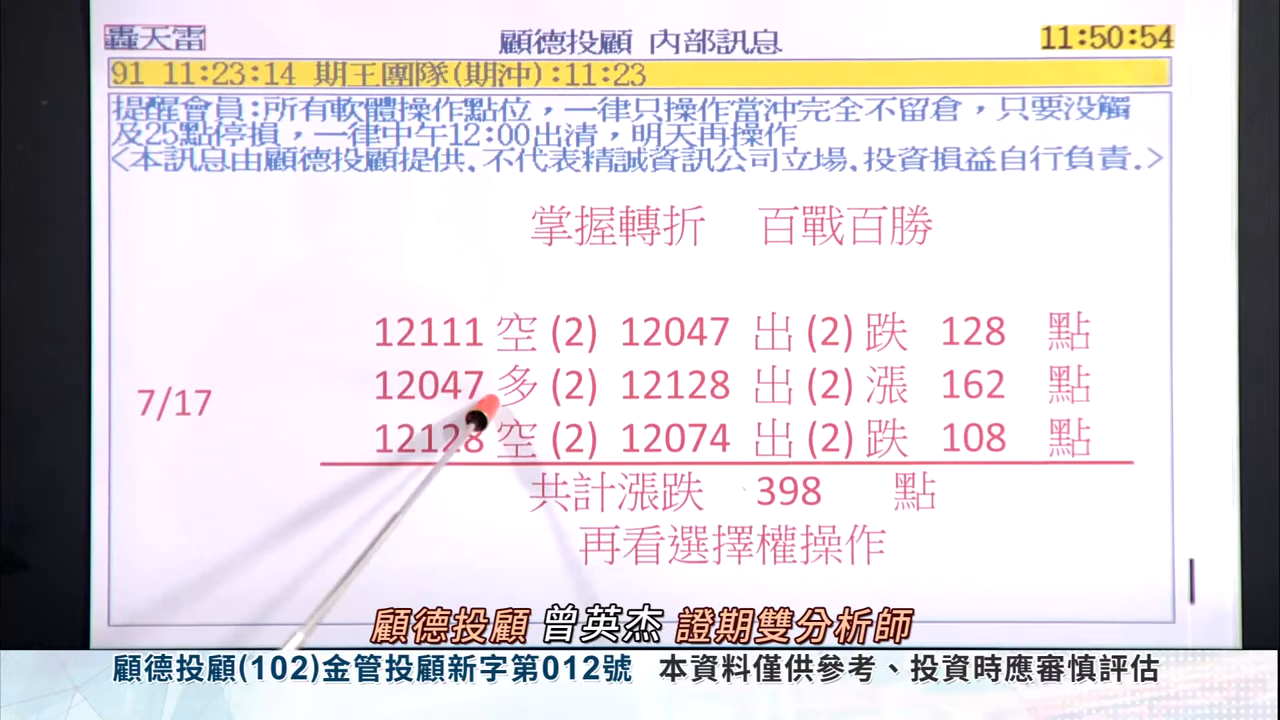 轟天雷 顧德投顧 內部訊息 11:50:54
91 11:23:14 期王團隊(期沖):11:23
提醒會員:所有軟體操作點位，一律只操作當沖完全不留倉，只要沒觸
及25點停損，一律中午12:00出清，明天再操作
<本訊息由顧德投顧提供,不代表精誠資訊公司立場,投資損益自行負責.>
掌握轉折 百戰百勝
12111 空 (2) 12047 出 (2) 跌 128 點
7/17 12047 多 (2) 12128 出 (2) 漲 162 點
12128 空 (2) 12074 出 (2) 跌 108 點
共計漲跌 398 點
再看選擇權操作
顧德投顧 曾英杰 證期雙分析師
顧德投顧(102)金管投顧新字第012號 本資料僅供參考、投資時應審慎評估